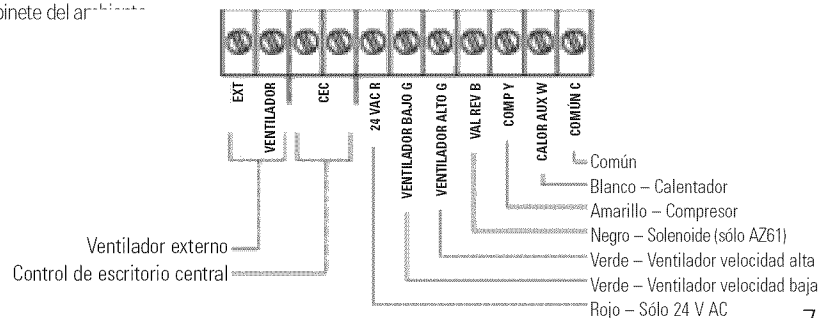 EXT
VENTILADOR
CEC
24 VAC R
VENTILADOR BAJO G
VENTILADOR ALTO G
VAL REV B
COMP Y
CALOR AUX W
COMÚN C
Común
Blanco – Calentador
Amarillo – Compresor
Negro – Solenoide (sólo AZ61)
Verde – Ventilador velocidad alta
Verde – Ventilador velocidad baja
Rojo – Sólo 24 V AC
Ventilador externo
Control de escritorio central